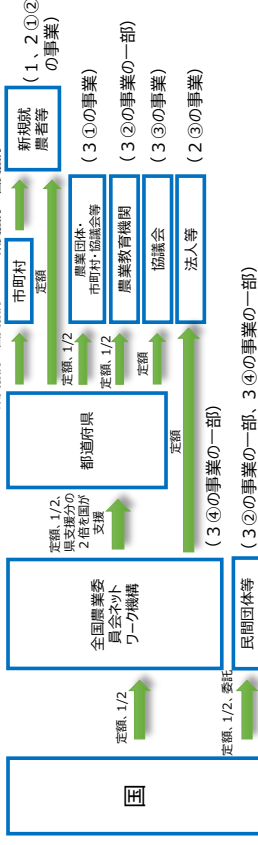 国
定額、1/2
定額、1/2、委託
全国農業委
員会ネット
ワーク機構
民間団体等
（３②の事業の一部、３④の事業の一部）
（３④の事業の一部）
定額、1/2、
県支援分の
２倍を国が
支援
定額
都道府県
定額、1/2
定額、1/2
定額
定額
市町村
新規就
農者等
（１、２①②
の事業）
農業団体・
市町村・協議会等
（３①の事業）
農業教育機関
（３②の事業の一部）
協議会
（３③の事業）
法人等
（２③の事業）